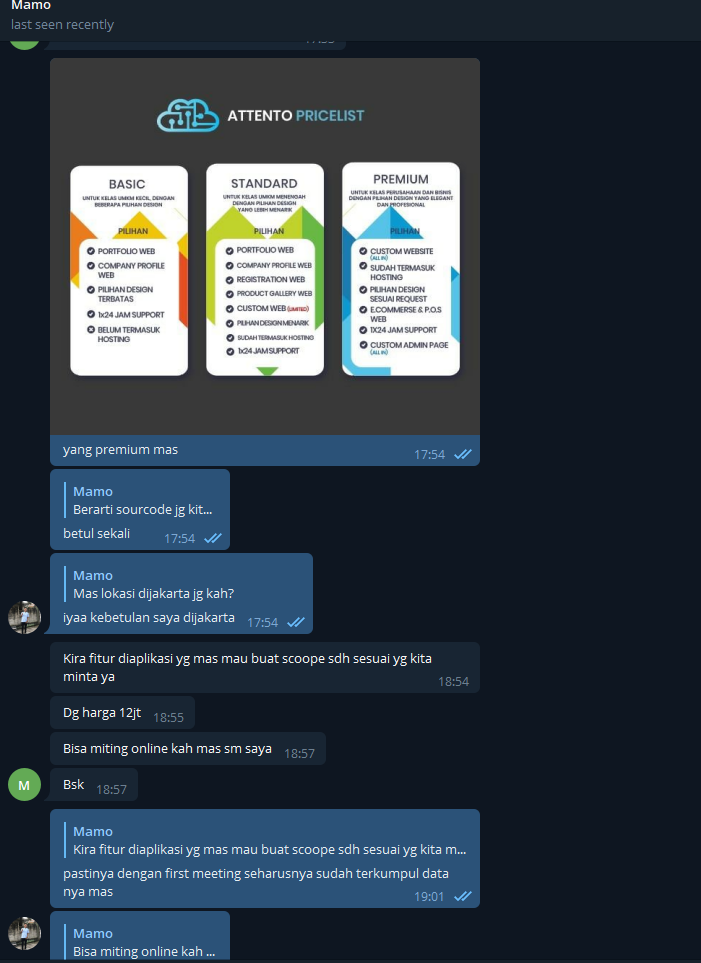 Mamo
last seen recently
ATTENTO PRICELIST
BASIC
UNTUK KELAS UMKM KECIL, DENGAN
BEBERAPA PILIHAN DESIGN
PILIHAN
PORTFOLIO WEB
COMPANY PROFILE
WEB
PILIHAN DESIGN
TERBATAS
1x24 JAM SUPPORT
BELUM TERMASUK
HOSTING
STANDARD
UNTUK KELAS UMKM MENENGAH
DENGAN PILIHAN DESIGN
YANG LEBIH MENARIK
PILIHAN
PORTFOLIO WEB
COMPANY PROFILE WEB
REGISTRATION WEB
PRODUCT GALLERY WEB
CUSTOM WEB (LIMITED)
PILIHAN DESIGN MENARIK
SUDAH TERMASUK HOSTING
1x24 JAM SUPPORT
PREMIUM
UNTUK KELAS PERUSAHAAN DAN BISNIS
DENGAN PILIHAN DESIGN YANG ELEGANT
DAN PROFESIONAL
PILIHAN
CUSTOM WEBSITE
(ALL IN)
SUDAH TERMASUK
HOSTING
PILIHAN DESIGN
SESUAI REQUEST
E.COMMERSE & P.O.S
WEB
1X24 JAM SUPPORT
CUSTOM ADMIN PAGE
(ALL IN)
yang premium mas
17:54
Mamo
Berarti sourcode jg kit...
betul sekali 17:54
Mamo
Mas lokasi dijakarta jg kah?
iyaa kebetulan saya dijakarta 17:54
Kira fitur diaplikasi yg mas mau buat scoope sdh sesuai yg kita
minta ya
18:54
Dg harga 12jt 18:55
Bisa miting online kah mas sm saya 18:57
M
Bsk 18:57
Mamo
Kira fitur diaplikasi yg mas mau buat scoope sdh sesuai yg kita m...
pastinya dengan first meeting seharusnya sudah terkumpul data
nya mas
19:01
Mamo
Bisa miting online kah ...